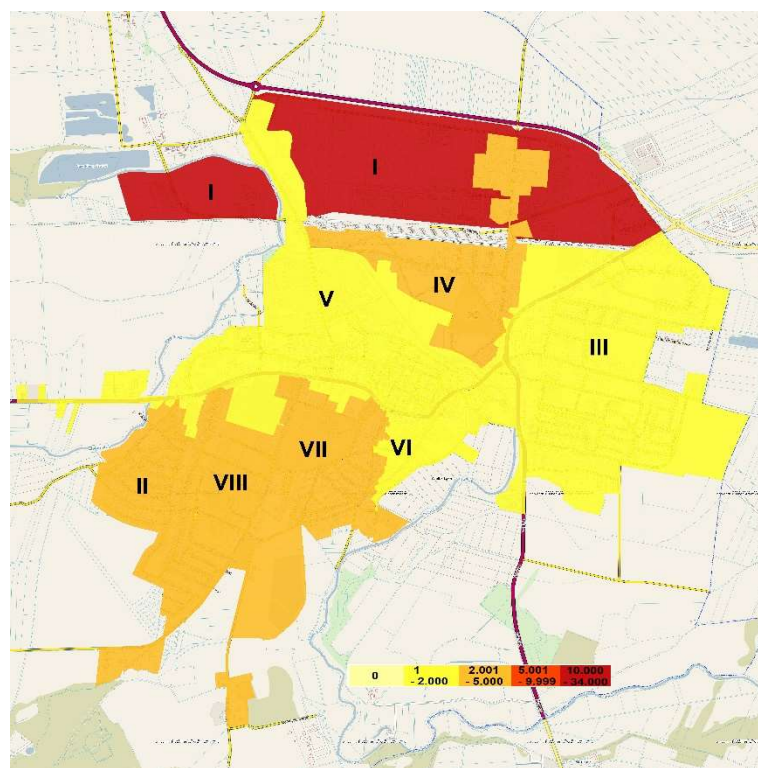 I
I
IV
V
III
VI
VII
II
VIII
0
1
- 2.000
2.001
- 5.000
5.001
- 9.999
10.000
- 34.000